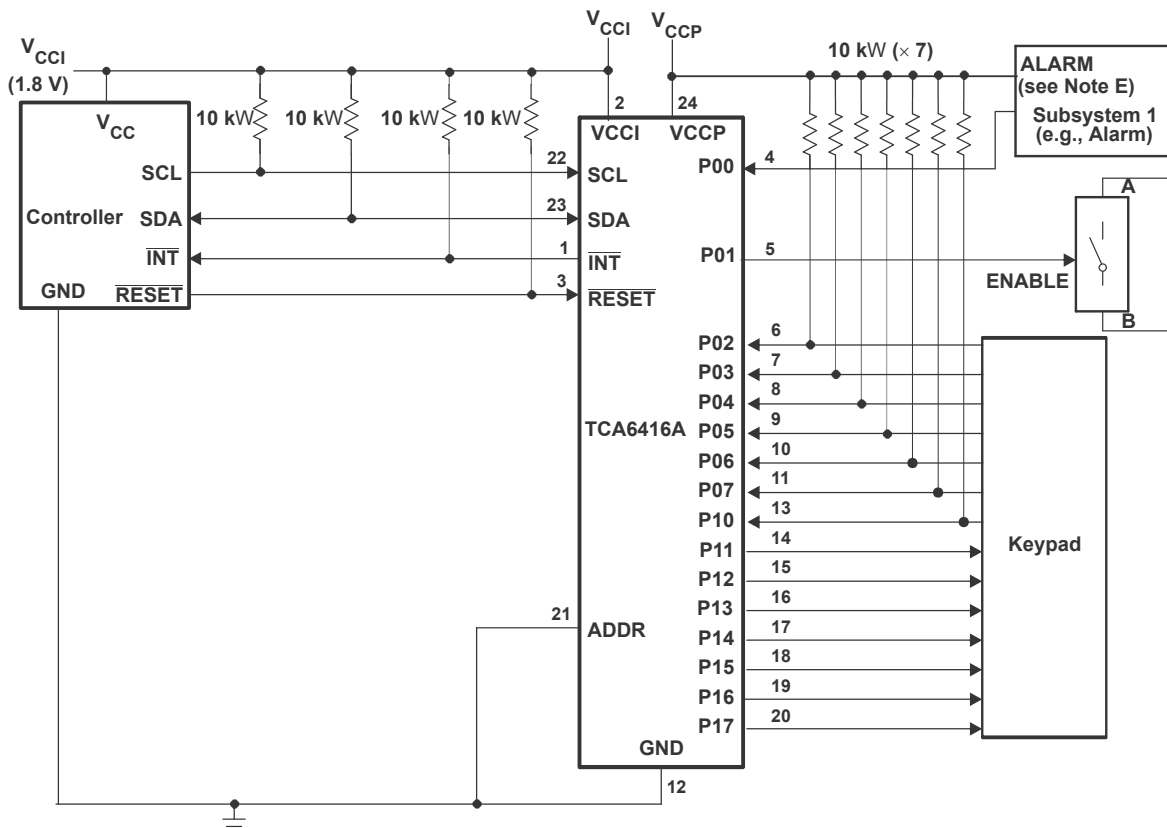 VCCI
(1.8 V)
VCCI
VCCP
10 kW (× 7)
ALARM
(see Note E)
Subsystem 1
(e.g., Alarm)
10 kW
10 kW
10 kW
10 kW
2
24
VCC
SCL
Controller
SDA
INT
GND
RESET
22
23
1
3
VCCI
VCCP
SCL
SDA
INT
RESET
TCA6416A
21
ADDR
GND
12
P00
4
P01
5
ENABLE
A
B
P02
6
P03
7
P04
8
P05
9
P06
10
P07
11
P10
13
P11
14
P12
15
P13
16
P14
17
P15
18
P16
19
P17
20
Keypad